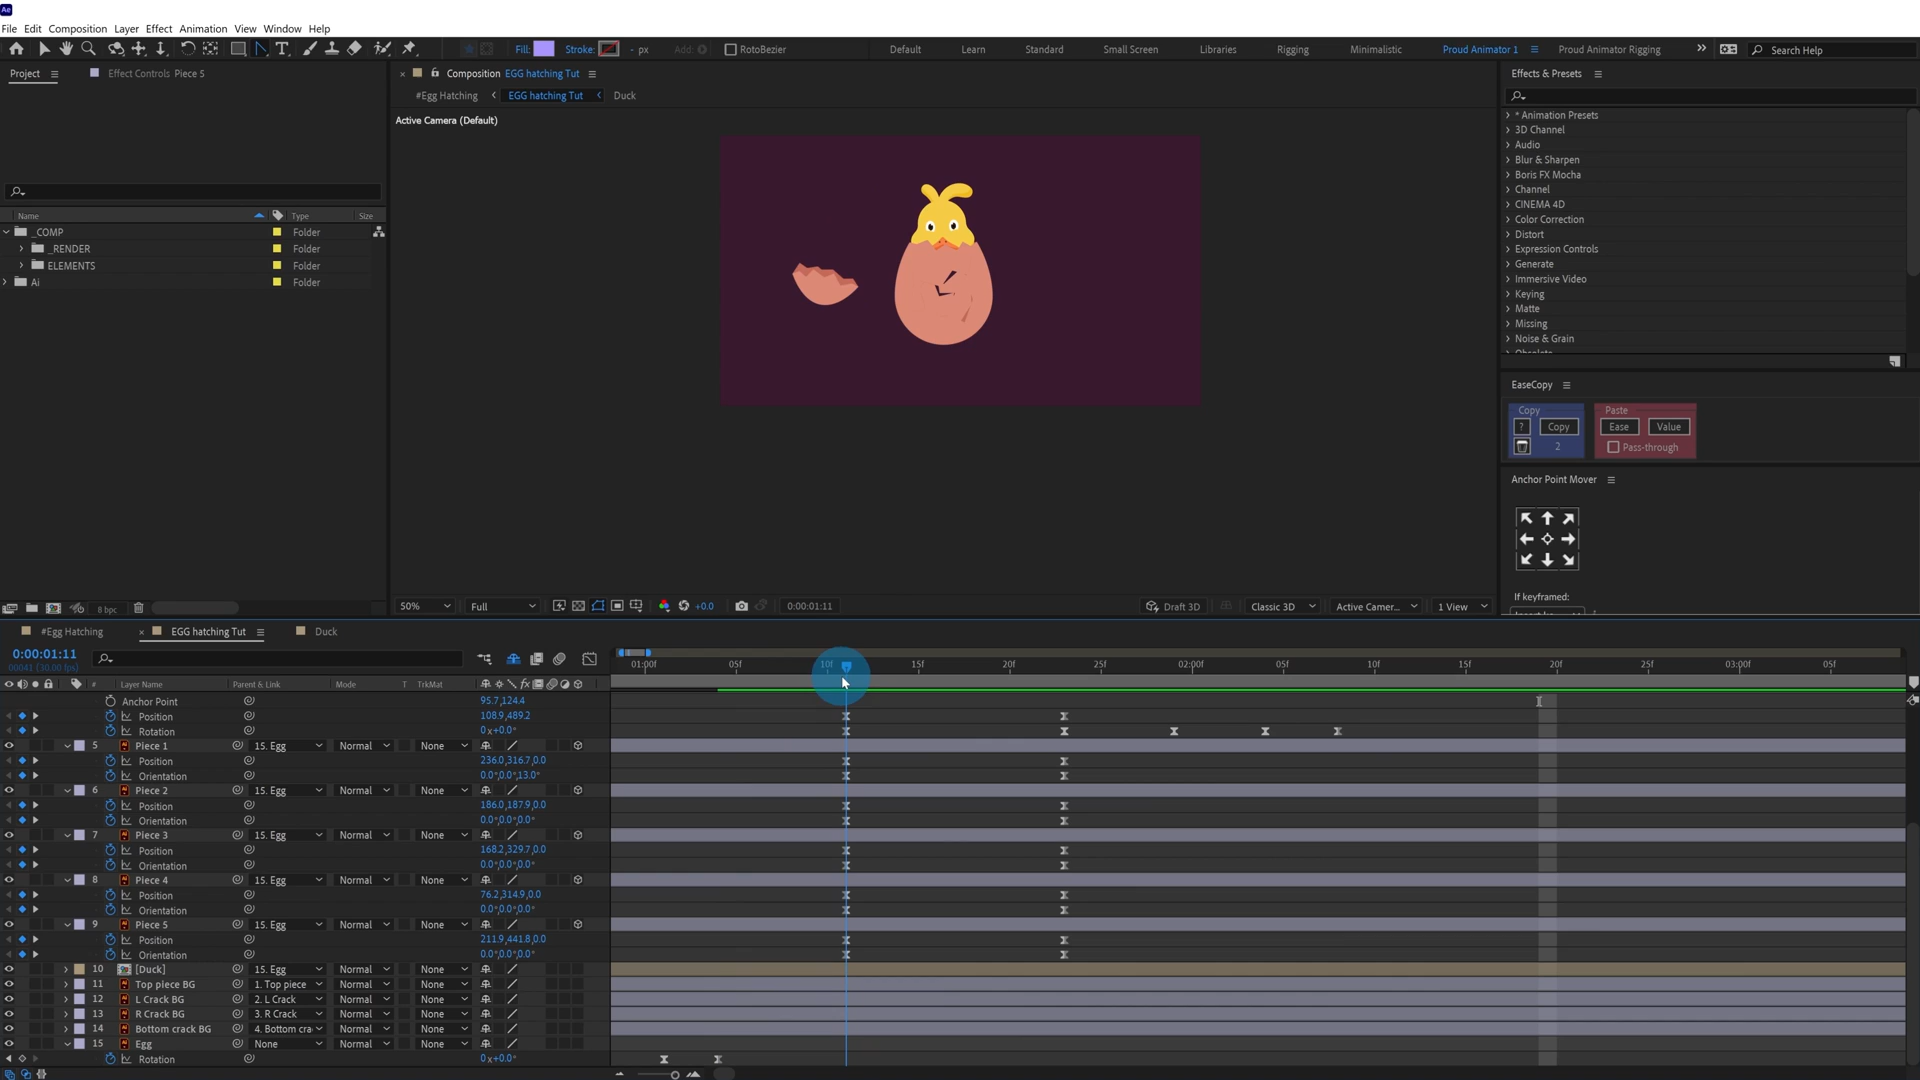 Ae
File Edit Composition Layer Effect Animation View Window Help
Fill: Stroke: - px Add: RotoBezier Default Learn Standard Small Screen Libraries Rigging Minimalistic Proud Animator 1 Proud Animator Rigging Search Help
Project Effect Controls Piece 5
Composition EGG hatching Tut
#Egg Hatching EGG hatching Tut Duck
Active Camera (Default)
Name Type Size
_COMP Folder
_RENDER Folder
ELEMENTS Folder
Ai Folder
8 bpc
50% Full +0.0 0:00:01:11 Draft 3D Classic 3D Active Camer... 1 View
Effects & Presets
* Animation Presets
3D Channel
Audio
Blur & Sharpen
Boris FX Mocha
Channel
CINEMA 4D
Color Correction
Distort
Expression Controls
Generate
Immersive Video
Keying
Matte
Missing
Noise & Grain
Obsolete
EaseCopy
Copy Paste
? Copy Ease Value
2 Pass-through
Anchor Point Mover
If keyframed:
#Egg Hatching EGG hatching Tut Duck
0:00:01:11
00041 (30.00 fps)
01:00f 05f 10f 15f 20f 25f 02:00f 05f 10f 15f 20f 25f 03:00f 05f
# Layer Name Parent & Link Mode T TrkMat
Anchor Point 95.7,124.4
Position 108.9,489.2
Rotation 0x+0.0°
5 Piece 1 15. Egg Normal None
Position 236.0,316.7,0.0
Orientation 0.0°,0.0°,13.0°
6 Piece 2 15. Egg Normal None
Position 186.0,187.9,0.0
Orientation 0.0°,0.0°,0.0°
7 Piece 3 15. Egg Normal None
Position 168.2,329.7,0.0
Orientation 0.0°,0.0°,0.0°
8 Piece 4 15. Egg Normal None
Position 76.2,314.9,0.0
Orientation 0.0°,0.0°,0.0°
9 Piece 5 15. Egg Normal None
Position 211.9,441.8,0.0
Orientation 0.0°,0.0°,0.0°
10 [Duck] 15. Egg Normal None
11 Top piece BG 1. Top piece Normal None
12 L Crack BG 2. L Crack Normal None
13 R Crack BG 3. R Crack Normal None
14 Bottom crack BG 4. Bottom cra Normal None
15 Egg None Normal None
Rotation 0x+0.0°